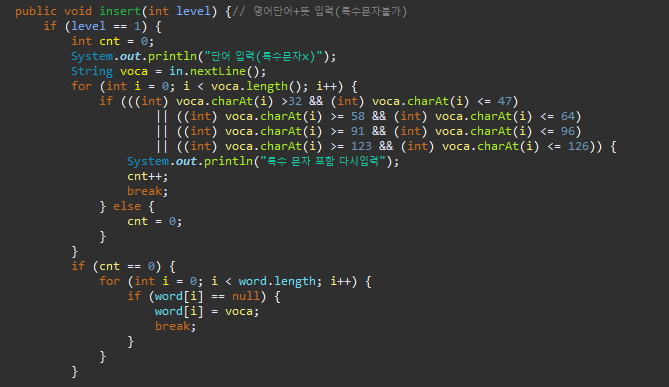 public void insert(int level) {// 영어단어+뜻 입력(특수문자불가)
if (level == 1) {
int cnt = 0;
System.out.println("단어 입력(특수문자x)");
String voca = in.nextLine();
for (int i = 0; i < voca.length(); i++) {
if (((int) voca.charAt(i) >32 && (int) voca.charAt(i) <= 47)
|| ((int) voca.charAt(i) >= 58 && (int) voca.charAt(i) <= 64)
|| ((int) voca.charAt(i) >= 91 && (int) voca.charAt(i) <= 96)
|| ((int) voca.charAt(i) >= 123 && (int) voca.charAt(i) <= 126)) {
System.out.println("특수 문자 포함 다시입력");
cnt++;
break;
} else {
cnt = 0;
}
}
if (cnt == 0) {
for (int i = 0; i < word.length; i++) {
if (word[i] == null) {
word[i] = voca;
break;
}
}
}